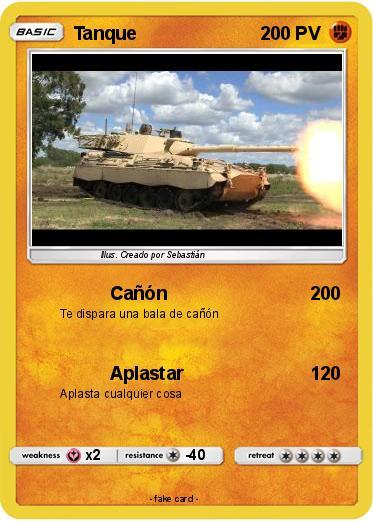 BASIC Tanque 200 PV
Illus. Creado por Sebastián
Cañón 200
Te dispara una bala de cañón
Aplastar 120
Aplasta cualquier cosa
weakness x2 resistance -40 retreat
- fake card -